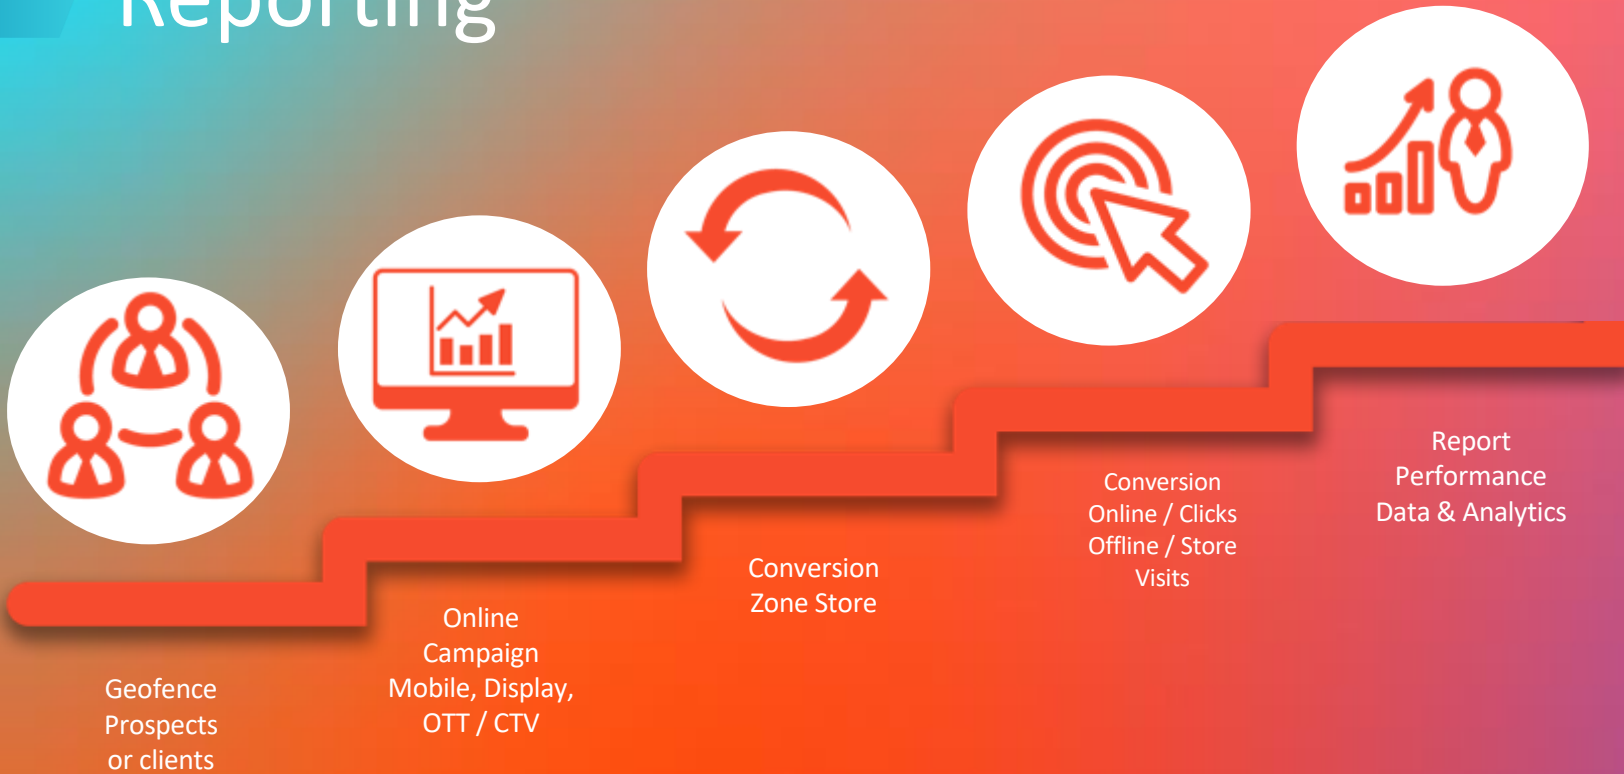 Reporting
Geofence
Prospects
or clients
Online
Campaign
Mobile, Display,
OTT / CTV
Conversion
Zone Store
Conversion
Online / Clicks
Offline / Store
Visits
Report
Performance
Data & Analytics